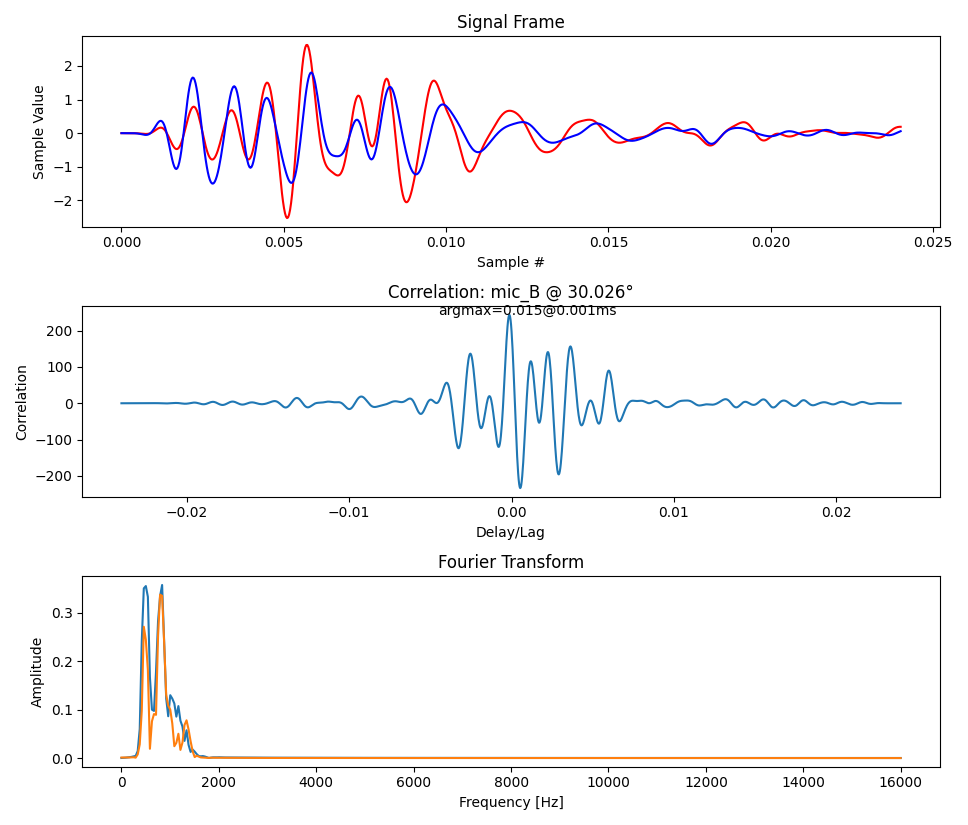 Signal Frame
Sample Value
2
1
0
−1
−2
0.000 0.005 0.010 0.015 0.020 0.025
Sample #
Correlation: mic_B @ 30.026°
argmax=0.015@0.001ms
Correlation
200
100
0
−100
−200
−0.02 −0.01 0.00 0.01 0.02
Delay/Lag
Fourier Transform
Amplitude
0.3
0.2
0.1
0.0
0 2000 4000 6000 8000 10000 12000 14000 16000
Frequency [Hz]